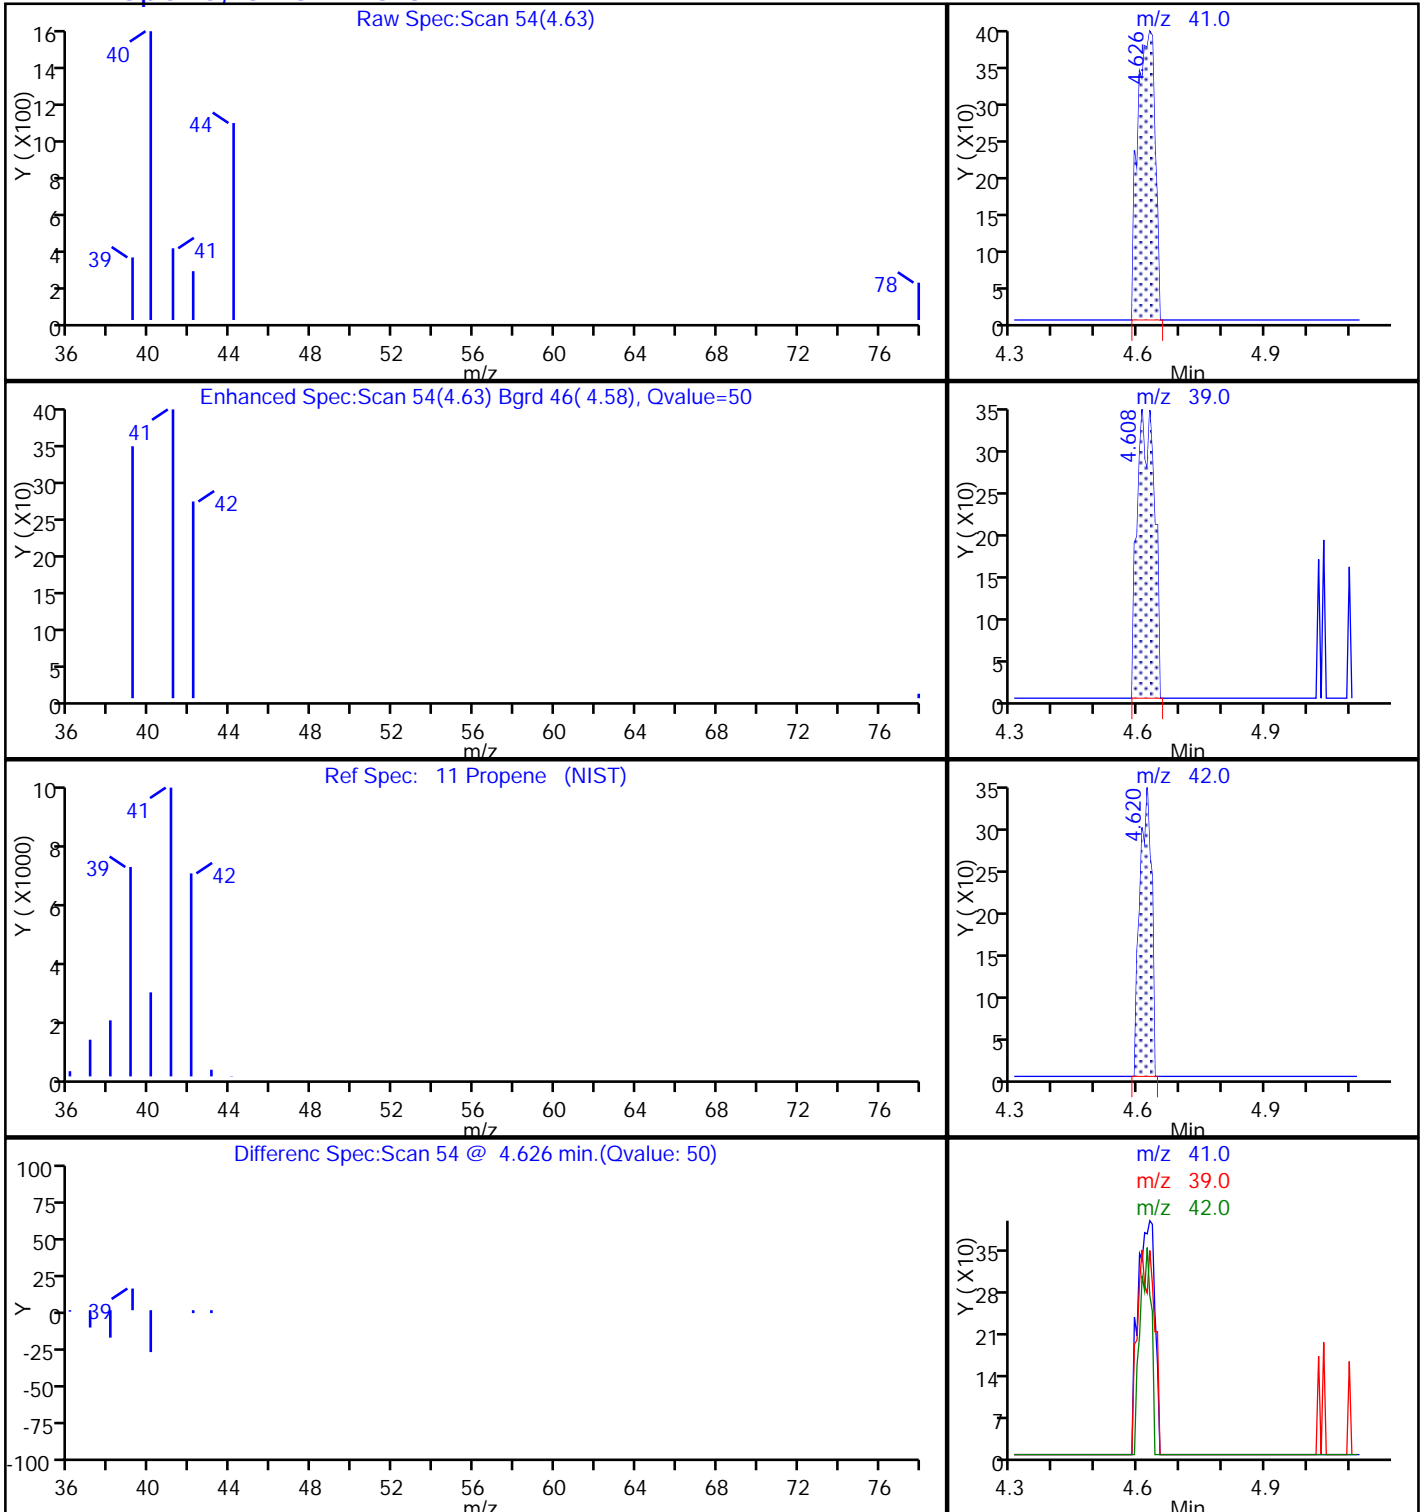 Raw Spec:Scan 54(4.63)
16
14
12
10
8
6
4
2
0
Y ( X100)
40
44
39
41
78
36 40 44 48 52 56 60 64 68 72 76
m/z
m/z 41.0
40
35
30
25
20
15
10
5
0
Y ( X10)
4.626
4.3 4.6 4.9
Min
Enhanced Spec:Scan 54(4.63) Bgrd 46( 4.58), Qvalue=50
40
35
30
25
20
15
10
5
0
Y ( X10)
41
42
36 40 44 48 52 56 60 64 68 72 76
m/z
m/z 39.0
35
30
25
20
15
10
5
0
Y ( X10)
4.608
4.3 4.6 4.9
Min
Ref Spec: 11 Propene (NIST)
10
8
6
4
2
0
Y ( X1000)
41
39
42
36 40 44 48 52 56 60 64 68 72 76
m/z
m/z 42.0
35
30
25
20
15
10
5
0
Y ( X10)
4.620
4.3 4.6 4.9
Min
Differenc Spec:Scan 54 @ 4.626 min.(Qvalue: 50)
100
75
50
25
0
-25
-50
-75
-100
Y
39
36 40 44 48 52 56 60 64 68 72 76
m/z
m/z 41.0
m/z 39.0
m/z 42.0
35
28
21
14
7
0
Y ( X10)
4.3 4.6 4.9
Min